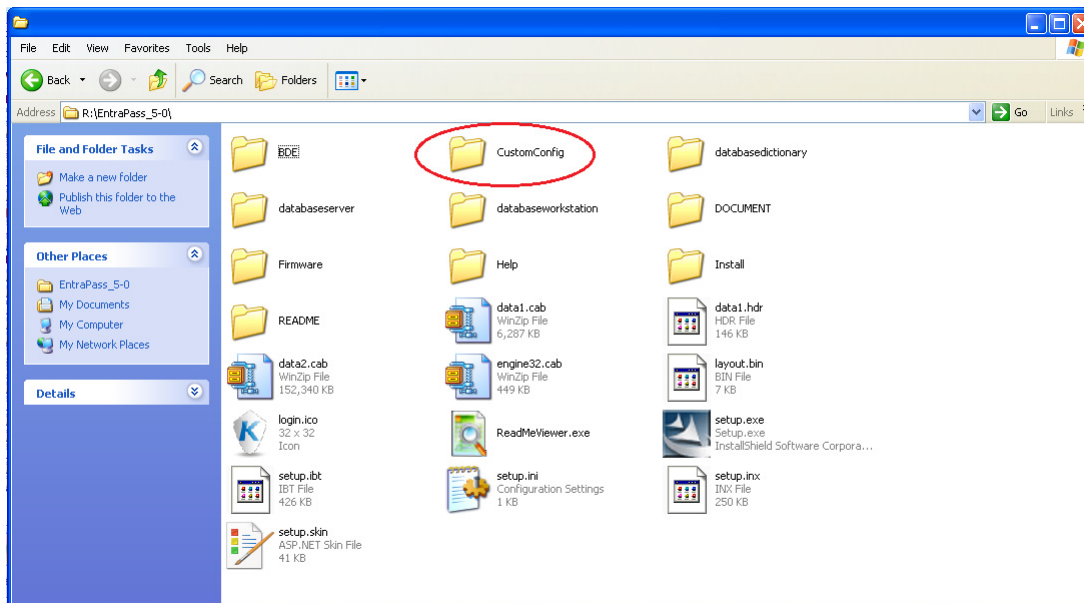 File Edit View Favorites Tools Help
Back Search Folders
Address R:\EntraPass_5-0\ Go Links
File and Folder Tasks
Make a new folder
Publish this folder to the
Web
Other Places
EntraPass_5-0
My Documents
My Computer
My Network Places
Details
BDE CustomConfig databasedictionary
databaseserver databaseworkstation DOCUMENT
Firmware Help Install
README
data1.cab
WinZip File
6,287 KB
data1.hdr
HDR File
146 KB
data2.cab
WinZip File
152,340 KB
engine32.cab
WinZip File
449 KB
layout.bin
BIN File
7 KB
login.ico
32 x 32
Icon
ReadMeViewer.exe
setup.exe
Setup.exe
InstallShield Software Corpora...
setup.ibt
IBT File
426 KB
setup.ini
Configuration Settings
1 KB
setup.inx
INX File
250 KB
setup.skin
ASP.NET Skin File
41 KB